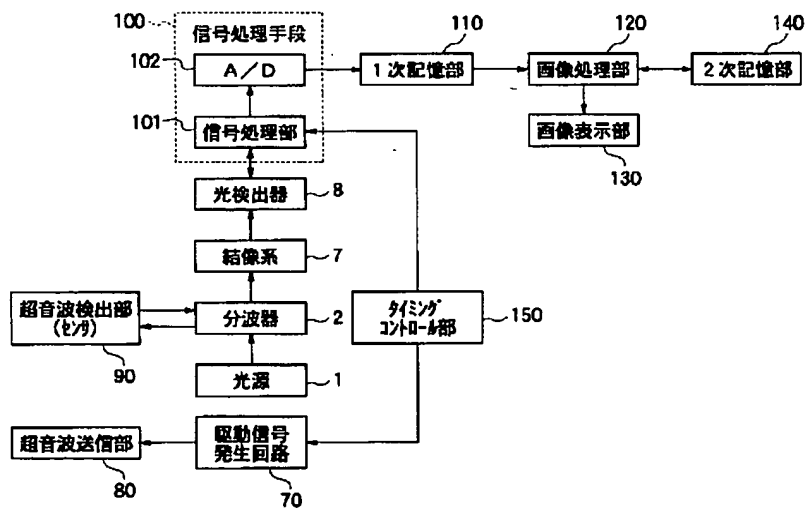 100
信号処理手段
102
A/D
110
1次記憶部
120
画像処理部
140
2次記憶部
101
信号処理部
画像表示部
130
光検出器
8
結像系
7
超音波検出部
(センサ)
90
分波器
2
タイミング
コントロール部
150
光源
1
超音波送信部
80
駆動信号
発生回路
70